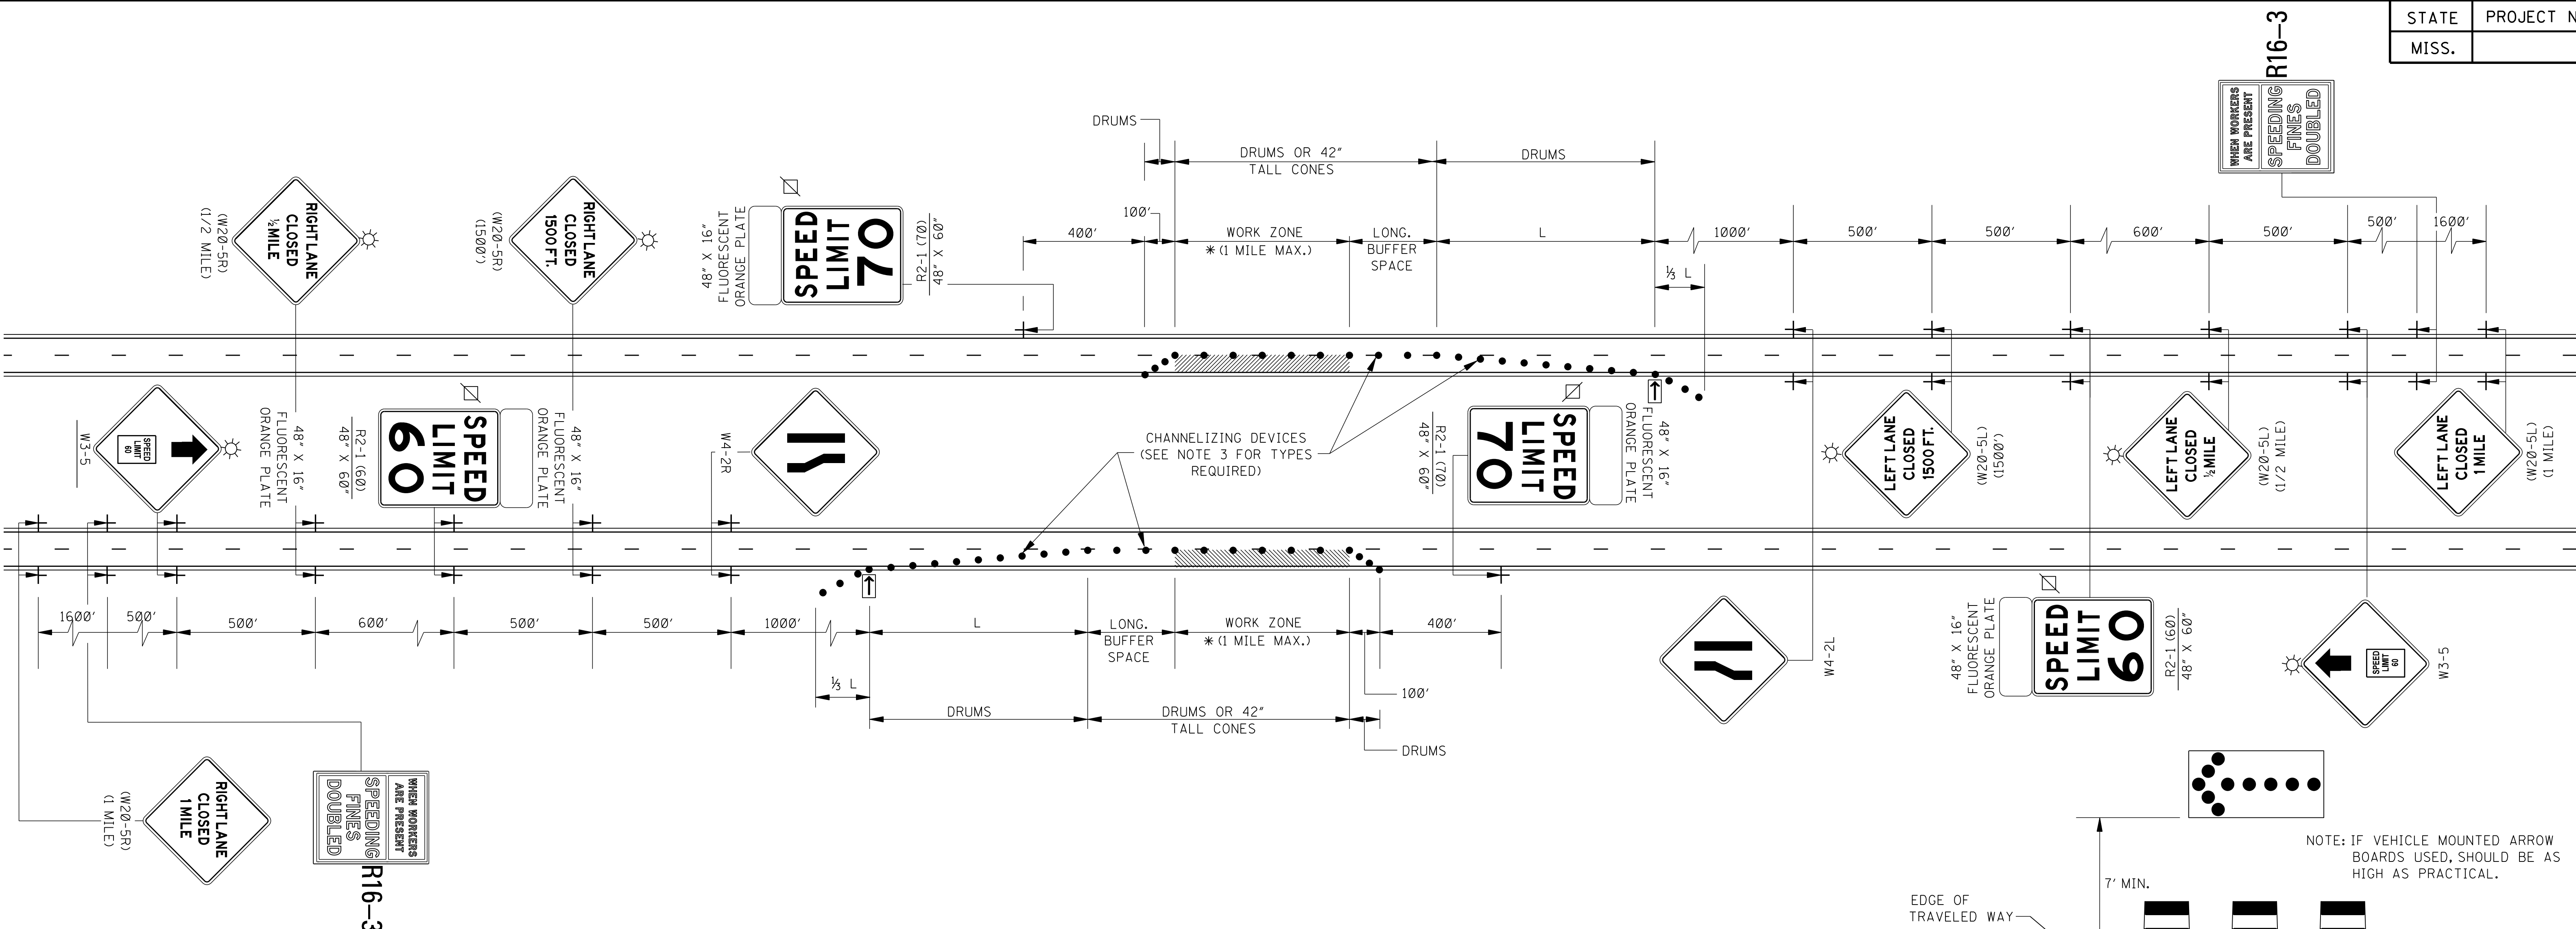 STATE PROJECT N
MISS.
R16-3
WHEN WORKERS
ARE PRESENT
SPEEDING
FINES
DOUBLED
DRUMS
DRUMS OR 42"
TALL CONES
DRUMS
RIGHT LANE
CLOSED
½ MILE
(W20-5R)
(1/2 MILE)
RIGHT LANE
CLOSED
1500 FT.
(W20-5R)
(1500')
48" X 16"
FLUORESCENT
ORANGE PLATE
SPEED
LIMIT
70
R2-1 (70)
48" X 60"
400'
100'
WORK ZONE
* (1 MILE MAX.)
LONG.
BUFFER
SPACE
L
⅓ L
1000'
500'
500'
600'
500'
500'
1600'
W3-5
SPEED
LIMIT
60
48" X 16"
FLUORESCENT
ORANGE PLATE
R2-1 (60)
48" X 60"
SPEED
LIMIT
60
48" X 16"
FLUORESCENT
ORANGE PLATE
W4-2R
CHANNELIZING DEVICES
(SEE NOTE 3 FOR TYPES
REQUIRED)
R2-1 (70)
48" X 60"
SPEED
LIMIT
70
48" X 16"
FLUORESCENT
ORANGE PLATE
LEFT LANE
CLOSED
1500 FT.
(W20-5L)
(1500')
LEFT LANE
CLOSED
½ MILE
(W20-5L)
(1/2 MILE)
LEFT LANE
CLOSED
1 MILE
(W20-5L)
(1 MILE)
1600'
500'
500'
600'
500'
500'
1000'
L
LONG.
BUFFER
SPACE
WORK ZONE
* (1 MILE MAX.)
400'
⅓ L
100'
DRUMS
DRUMS OR 42"
TALL CONES
DRUMS
W4-2L
48" X 16"
FLUORESCENT
ORANGE PLATE
SPEED
LIMIT
60
R2-1 (60)
48" X 60"
SPEED
LIMIT
60
W3-5
(W20-5R)
(1 MILE)
RIGHT LANE
CLOSED
1 MILE
WHEN WORKERS
ARE PRESENT
SPEEDING
FINES
DOUBLED
R16-3
NOTE: IF VEHICLE MOUNTED ARROW
BOARDS USED, SHOULD BE AS
HIGH AS PRACTICAL.
7' MIN.
EDGE OF
TRAVELED WAY